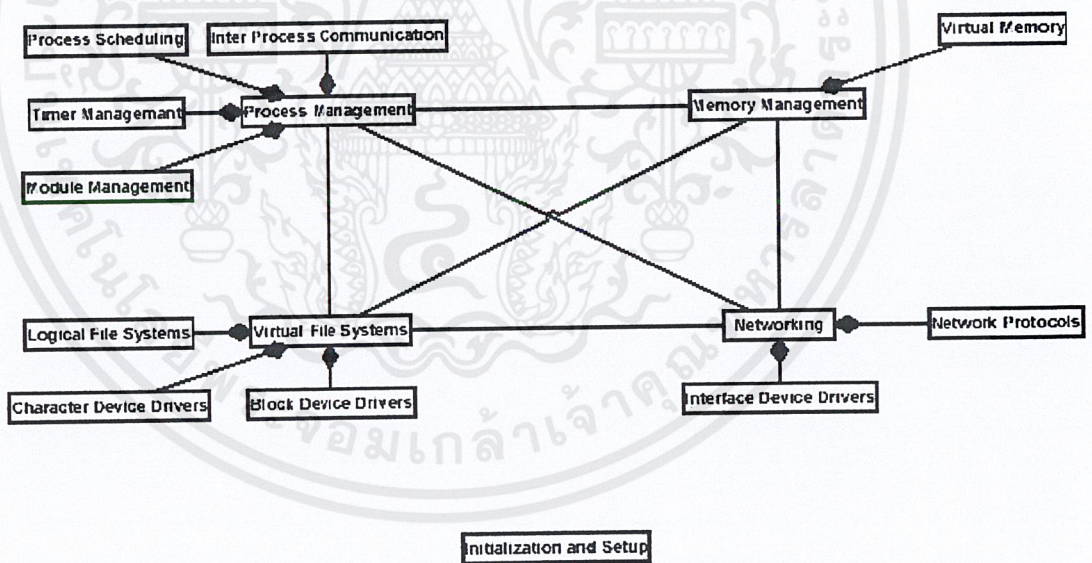 Process Scheduling
Inter Process Communication
Virtual Memory
Timer Managemant
Process Management
Memory Management
Module Management
Logical File Systems
Virtual File Systems
Networking
Network Protocols
Character Device Drivers
Block Device Drivers
Interface Device Drivers
Initialization and Setup